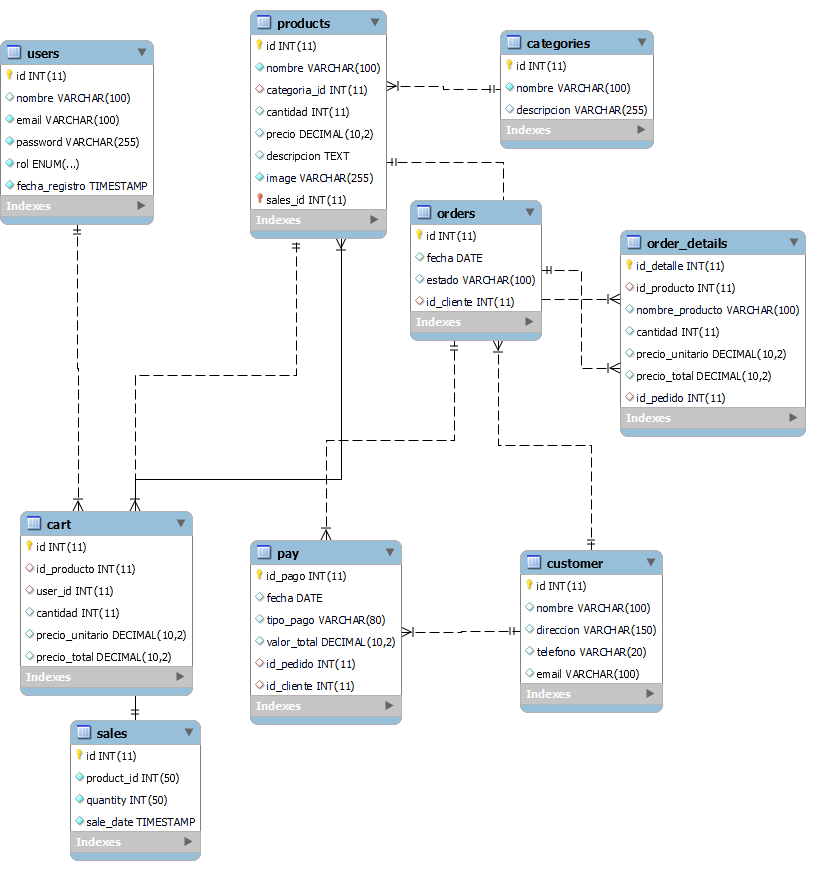 users
id INT(11)
nombre VARCHAR(100)
email VARCHAR(100)
password VARCHAR(255)
rol ENUM(...)
fecha_registro TIMESTAMP
Indexes
products
id INT(11)
nombre VARCHAR(100)
categoria_id INT(11)
cantidad INT(11)
precio DECIMAL(10,2)
descripcion TEXT
image VARCHAR(255)
sales_id INT(11)
Indexes
categories
id INT(11)
nombre VARCHAR(100)
descripcion VARCHAR(255)
Indexes
orders
id INT(11)
fecha DATE
estado VARCHAR(100)
id_cliente INT(11)
Indexes
order_details
id_detalle INT(11)
id_producto INT(11)
nombre_producto VARCHAR(100)
cantidad INT(11)
precio_unitario DECIMAL(10,2)
precio_total DECIMAL(10,2)
id_pedido INT(11)
Indexes
cart
id INT(11)
id_producto INT(11)
user_id INT(11)
cantidad INT(11)
precio_unitario DECIMAL(10,2)
precio_total DECIMAL(10,2)
Indexes
pay
id_pago INT(11)
fecha DATE
tipo_pago VARCHAR(80)
valor_total DECIMAL(10,2)
id_pedido INT(11)
id_cliente INT(11)
Indexes
customer
id INT(11)
nombre VARCHAR(100)
direccion VARCHAR(150)
telefono VARCHAR(20)
email VARCHAR(100)
Indexes
sales
id INT(11)
product_id INT(50)
quantity INT(50)
sale_date TIMESTAMP
Indexes